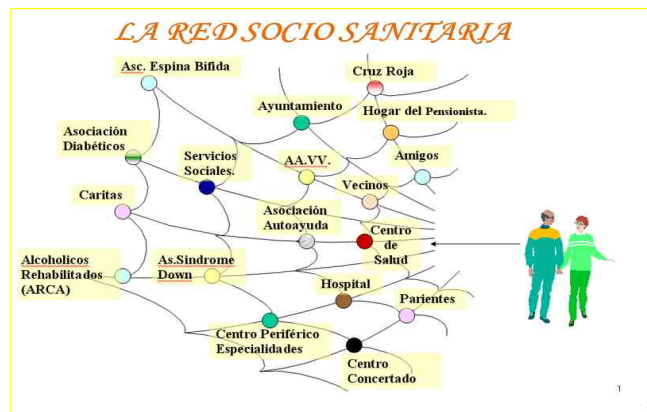 LA RED SOCIO SANITARIA
Asc. Espina Bífida
Cruz Roja
Ayuntamiento
Hogar del Pensionista.
Asociación
Diabéticos
Servicios
Sociales.
AA.VV.
Amigos
Caritas
Vecinos
Asociación
Autoayuda
Centro
de
Salud
Alcoholicos
Rehabilitados
(ARCA)
As.Sindrome
Down
Hospital
Parientes
Centro Periférico
Especialidades
Centro
Concertado